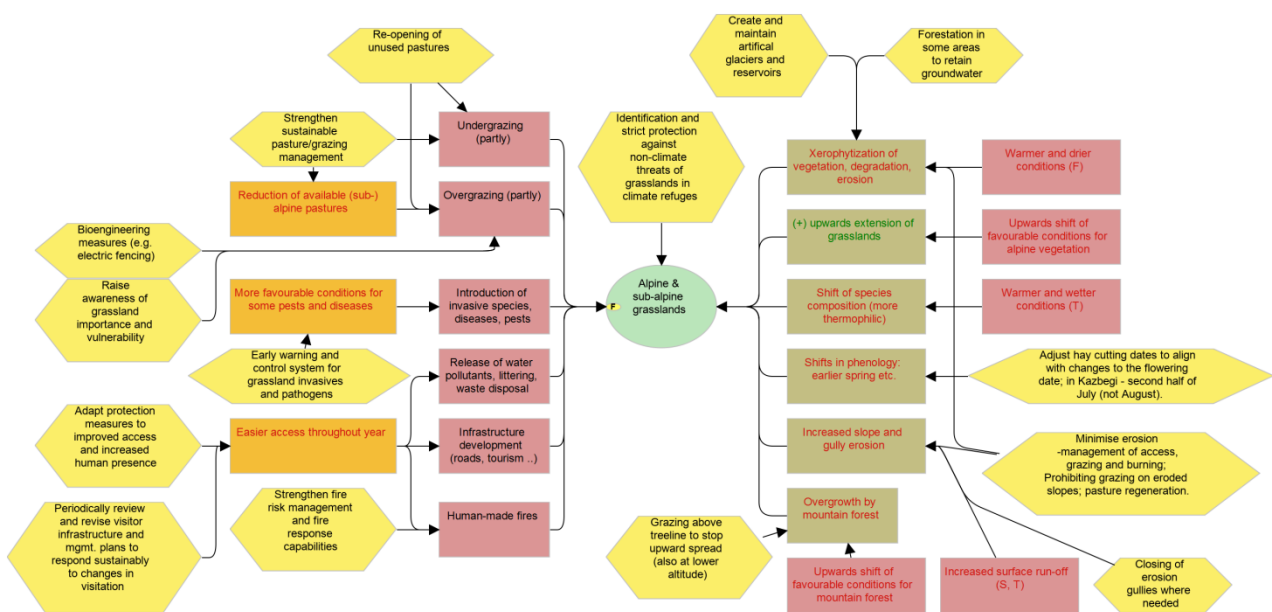 Re-opening of
unused pastures
Create and
maintain
artifical
glaciers and
reservoirs
Forestation in
some areas
to retain
groundwater
Strengthen
sustainable
pasture/grazing
management
Undergrazing
(partly)
Identification and
strict protection
against
non-climate
threats of
grasslands in
climate refuges
Xerophytization of
vegetation, degradation,
erosion
Warmer and drier
conditions (F)
Reduction of available (sub-)
alpine pastures
Overgrazing (partly)
(+) upwards extension of
grasslands
Upwards shift of
favourable conditions for
alpine vegetation
Bioengineering
measures (e.g.
electric fencing)
Raise
awareness of
grassland
importance and
vulnerability
More favourable conditions for
some pests and diseases
Introduction of
invasive species,
diseases, pests
F
Alpine &
sub-alpine
grasslands
Shift of species
composition (more
thermophilic)
Warmer and wetter
conditions (T)
Early warning and
control system for
grassland invasives
and pathogens
Release of water
pollutants, littering,
waste disposal
Shifts in phenology:
earlier spring etc.
Adjust hay cutting dates to align
with changes to the flowering
date; in Kazbegi - second half of
July (not August).
Adapt protection
measures to
improved access
and increased
human presence
Easier access throughout year
Infrastructure
development
(roads, tourism ..)
Increased slope and
gully erosion
Minimise erosion
-management of access,
grazing and burning;
Prohibiting grazing on eroded
slopes; pasture regeneration.
Periodically review
and revise visitor
infrastructure and
mgmt. plans to
respond sustainably
to changes in
visitation
Strengthen fire
risk management
and fire
response
capabilities
Human-made fires
Overgrowth by
mountain forest
Grazing above
treeline to stop
upward spread
(also at lower
altitude)
Upwards shift of
favourable conditions for
mountain forest
Increased surface run-off
(S, T)
Closing of
erosion
gullies where
needed